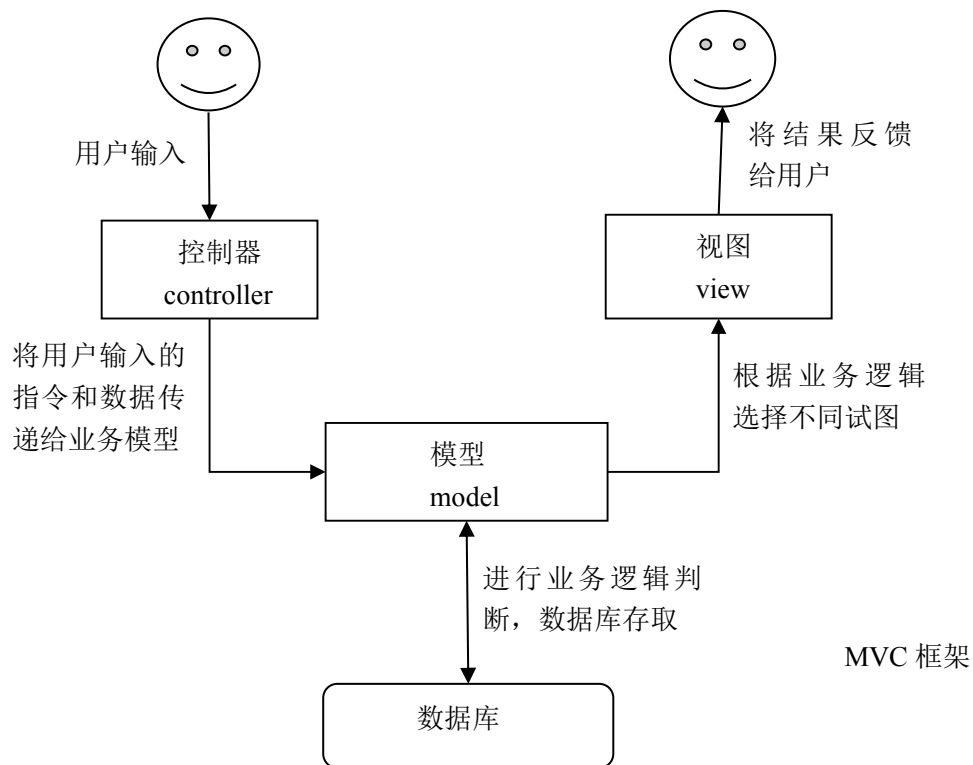 用户输入
将结果反馈
给用户
控制器
controller
视图
view
将用户输入的
指令和数据传
递给业务模型
根据业务逻辑
选择不同试图
模型
model
进行业务逻辑判
断，数据库存取
MVC 框架
数据库